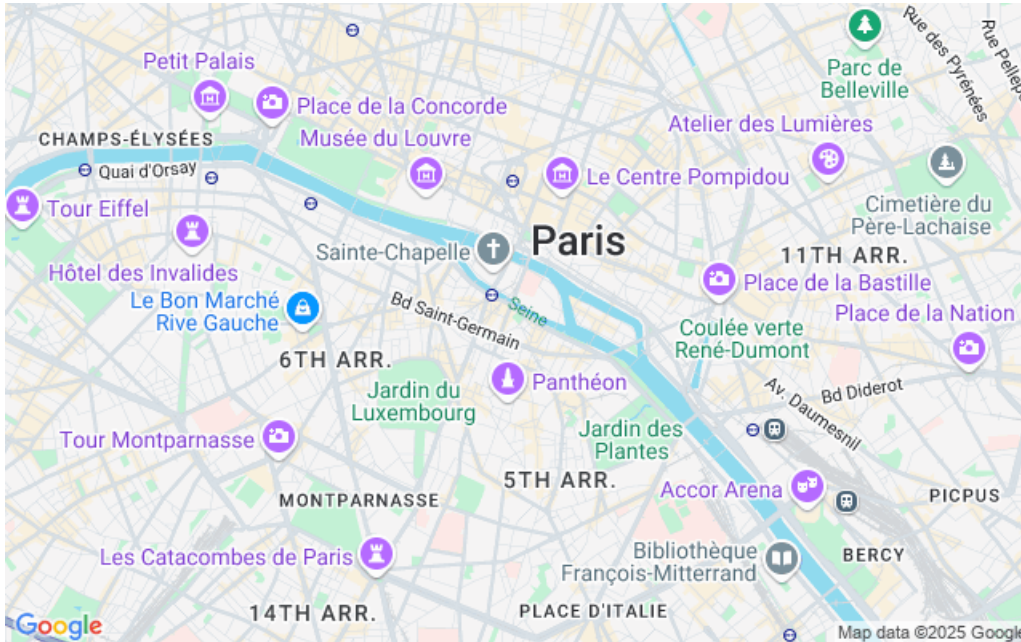 Rue des Pyrénées
Rue Pellep
Petit Palais
Parc de
Belleville
Place de la Concorde
CHAMPS-ÉLYSÉES
Musée du Louvre
Atelier des Lumières
Quai d'Orsay
Le Centre Pompidou
Tour Eiffel
Cimetière du
Père-Lachaise
Sainte-Chapelle
Paris
11TH ARR.
Hôtel des Invalides
Place de la Bastille
Le Bon Marché
Rive Gauche
Bd Saint-Germain
Seine
Place de la Nation
Coulée verte
René-Dumont
6TH ARR.
Jardin du
Luxembourg
Panthéon
Bd Diderot
Av. Daumesnil
Tour Montparnasse
Jardin des
Plantes
5TH ARR.
MONTPARNASSE
Accor Arena
PICPUS
Les Catacombes de Paris
Bibliothèque
François-Mitterrand
BERCY
14TH ARR.
PLACE D'ITALIE
Google
Map data ©2025 Google